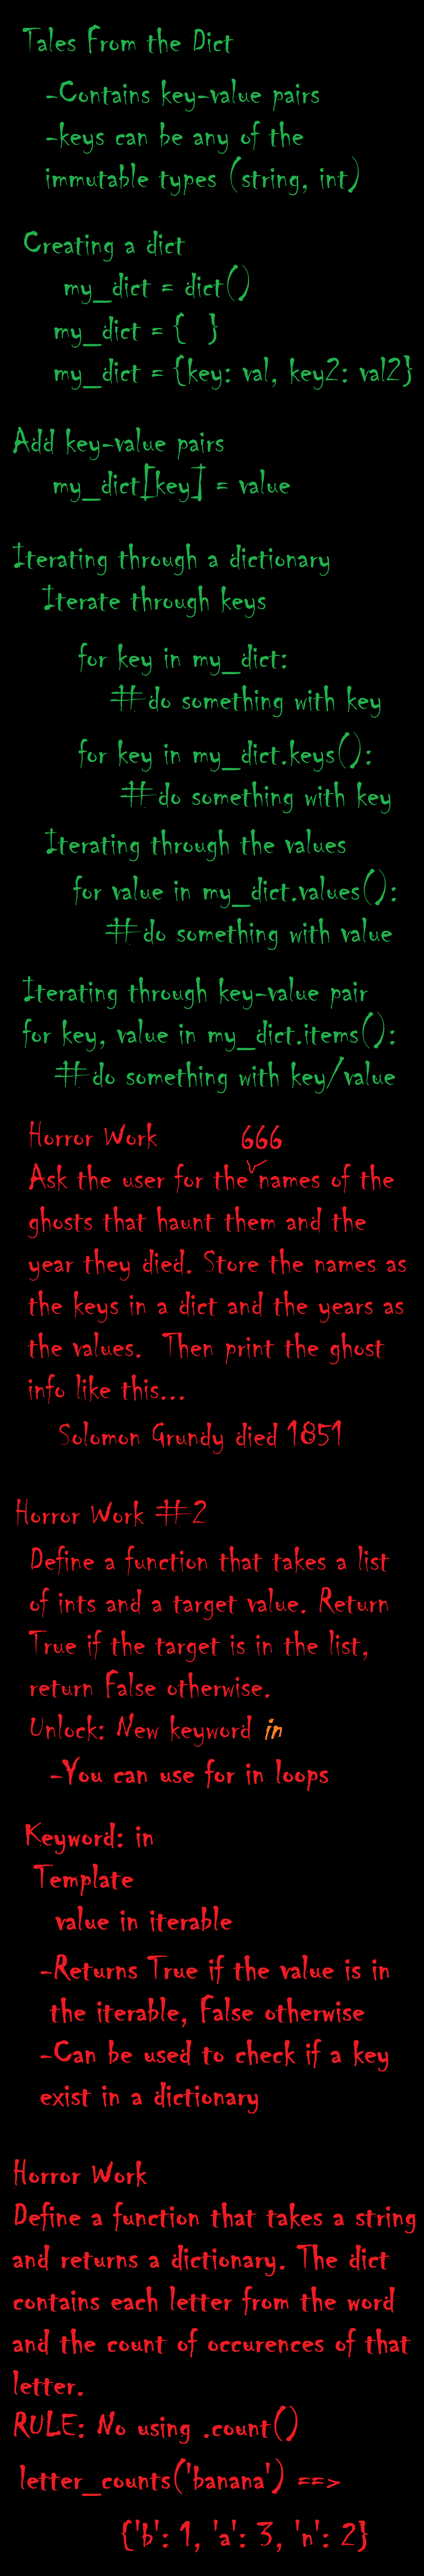 Tales From the Dict
-Contains key-value pairs
-keys can be any of the
immutable types (string, int)
Creating a dict
my_dict = dict()
my_dict = {  }
my_dict = {key: val, key2: val2}
Add key-value pairs
my_dict[key] = value
Iterating through a dictionary
Iterate through keys
for key in my_dict:
#do something with key
for key in my_dict.keys():
#do something with key
Iterating through the values
for value in my_dict.values():
#do something with value
Iterating through key-value pair
for key, value in my_dict.items():
#do something with key/value
Horror Work 666
Ask the user for the names of the
ghosts that haunt them and the
year they died. Store the names as
the keys in a dict and the years as
the values.  Then print the ghost
info like this...
Solomon Grundy died 1851
Horror Work #2
Define a function that takes a list
of ints and a target value. Return
True if the target is in the list,
return False otherwise.
Unlock: New keyword in
-You can use for in loops
Keyword: in
Template
value in iterable
-Returns True if the value is in
the iterable, False otherwise
-Can be used to check if a key
exist in a dictionary
Horror Work
Define a function that takes a string
and returns a dictionary. The dict
contains each letter from the word
and the count of occurences of that
letter.
RULE: No using .count()
letter_counts('banana') ==>
{'b': 1, 'a': 3, 'n': 2}